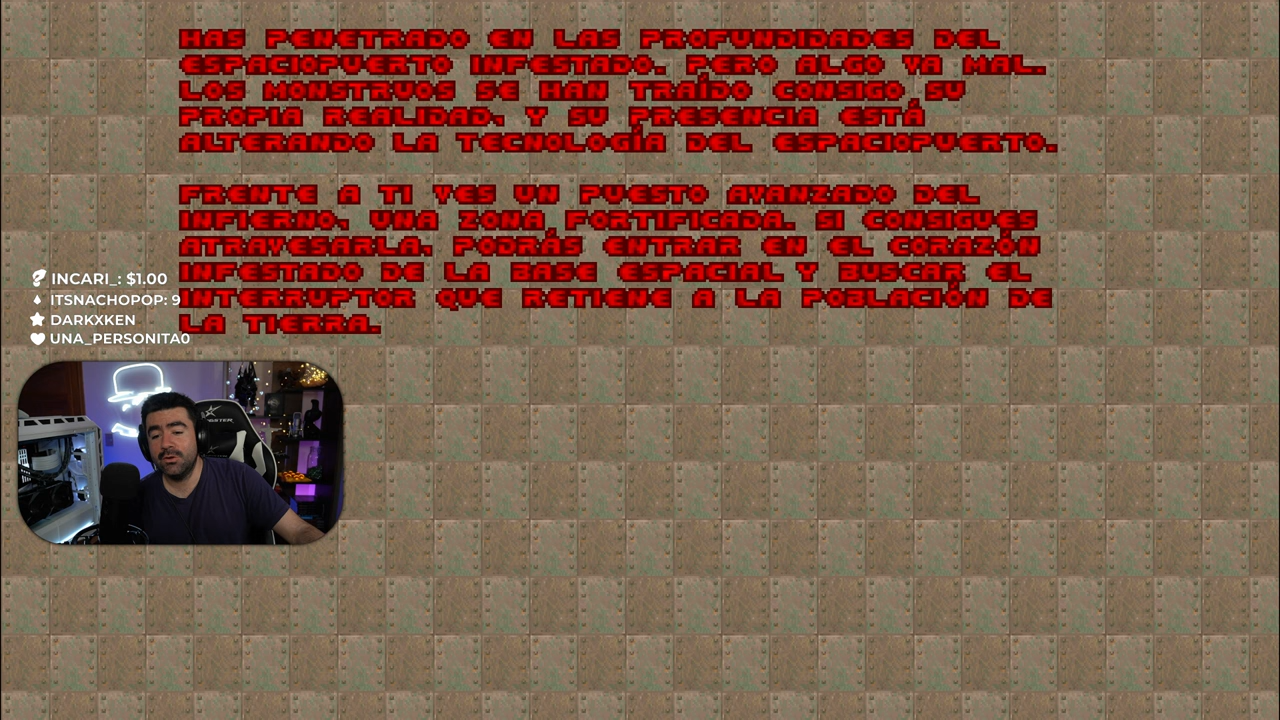 HAS PENETRADO EN LAS PROFUNDIDADES DEL
ESPACIOPUERTO INFESTADO. PERO ALGO VA MAL.
LOS MONSTRUOS SE HAN TRAÍDO CONSIGO SU
PROPIA REALIDAD, Y SU PRESENCIA ESTÁ
ALTERANDO LA TECNOLOGÍA DEL ESPACIOPUERTO.
FRENTE A TI VES UN PUESTO AVANZADO DEL
INFIERNO, UNA ZONA FORTIFICADA. SI CONSIGUES
ATRAVESARLA, PODRÁS ENTRAR EN EL CORAZÓN
INFESTADO DE LA BASE ESPACIAL Y BUSCAR EL
INTERRUPTOR QUE RETIENE A LA POBLACIÓN DE
LA TIERRA.
INCARI_: $1.00
ITSNACHOPOP: 9
DARKXKEN
UNA_PERSONITA0